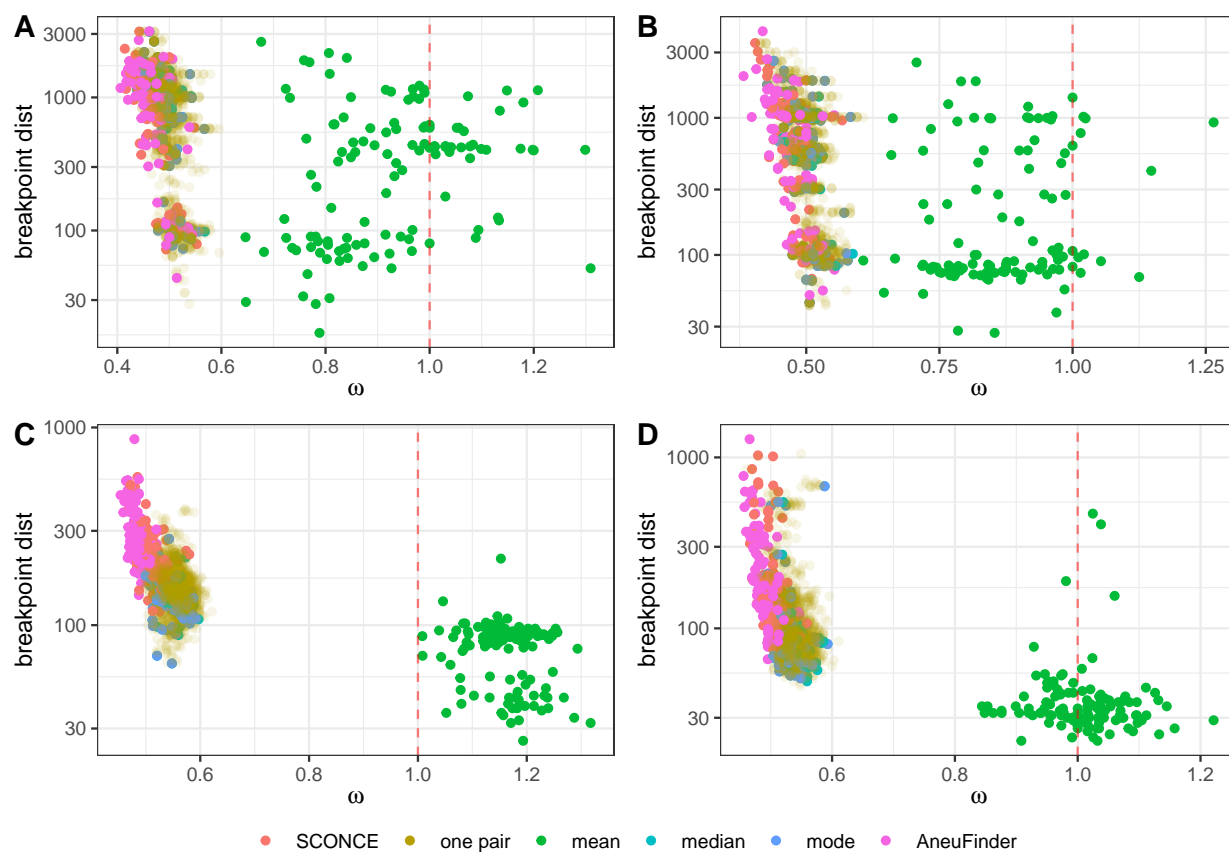 A
3000
1000
300
100
30
breakpoint dist
0.4 0.6 0.8 1.0 1.2
ω
B
3000
1000
300
100
30
breakpoint dist
0.50 0.75 1.00 1.25
ω
C
1000
300
100
30
breakpoint dist
0.6 0.8 1.0 1.2
ω
D
1000
300
100
30
breakpoint dist
0.6 0.8 1.0 1.2
ω
SCONCE one pair mean median mode AneuFinder